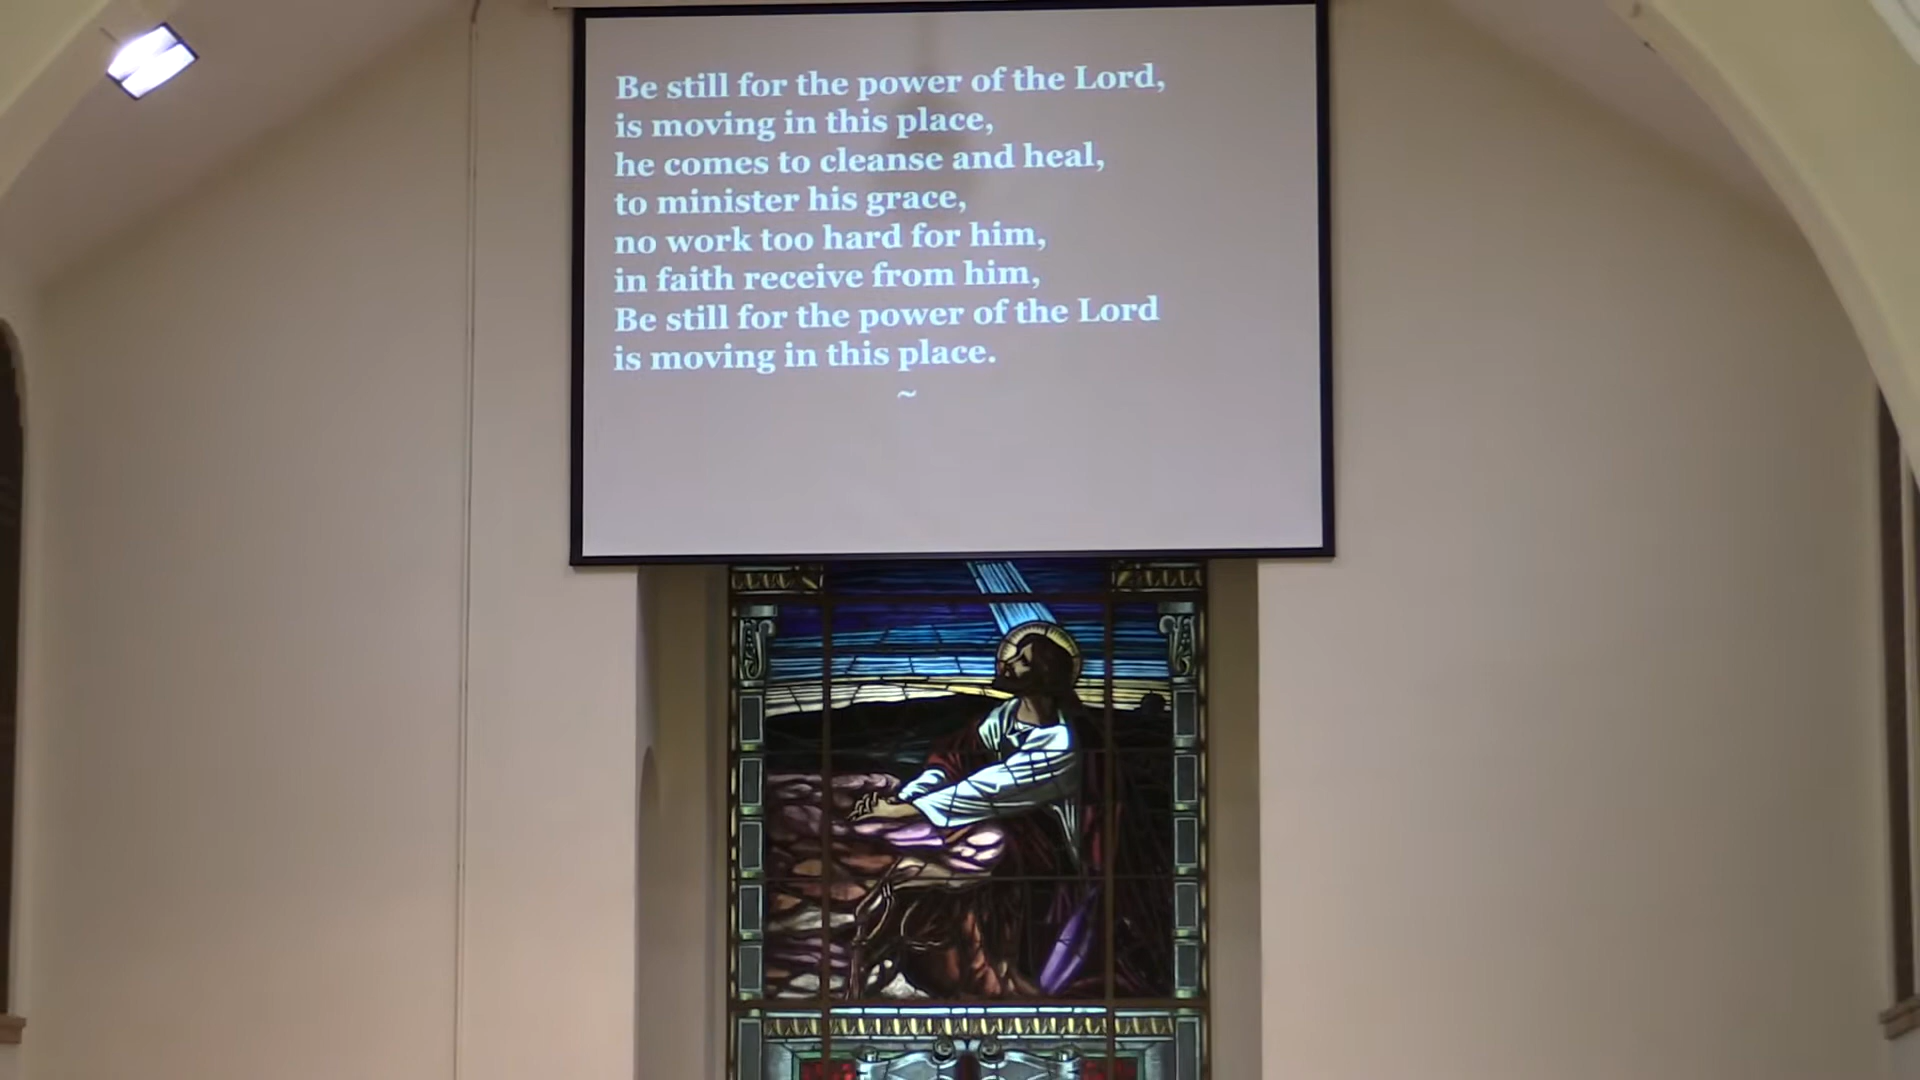 Be still for the power of the Lord,
is moving in this place,
he comes to cleanse and heal,
to minister his grace,
no work too hard for him,
in faith receive from him,
Be still for the power of the Lord
is moving in this place.
~